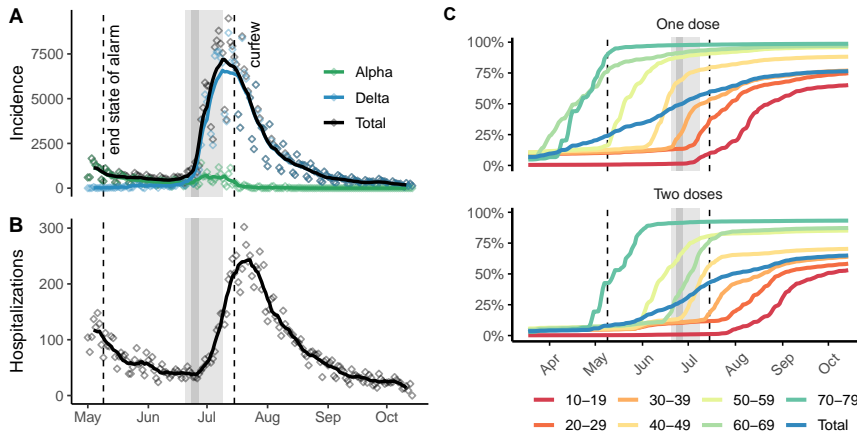 A
Incidence
7500
5000
2500
0
end state of alarm
curfew
Alpha
Delta
Total
B
Hospitalizations
300
200
100
0
May
Jun
Jul
Aug
Sep
Oct
C
One dose
100%
75%
50%
25%
0%
Two doses
100%
75%
50%
25%
0%
Apr
May
Jun
Jul
Aug
Sep
Oct
10–19
30–39
50–59
70–79
20–29
40–49
60–69
Total